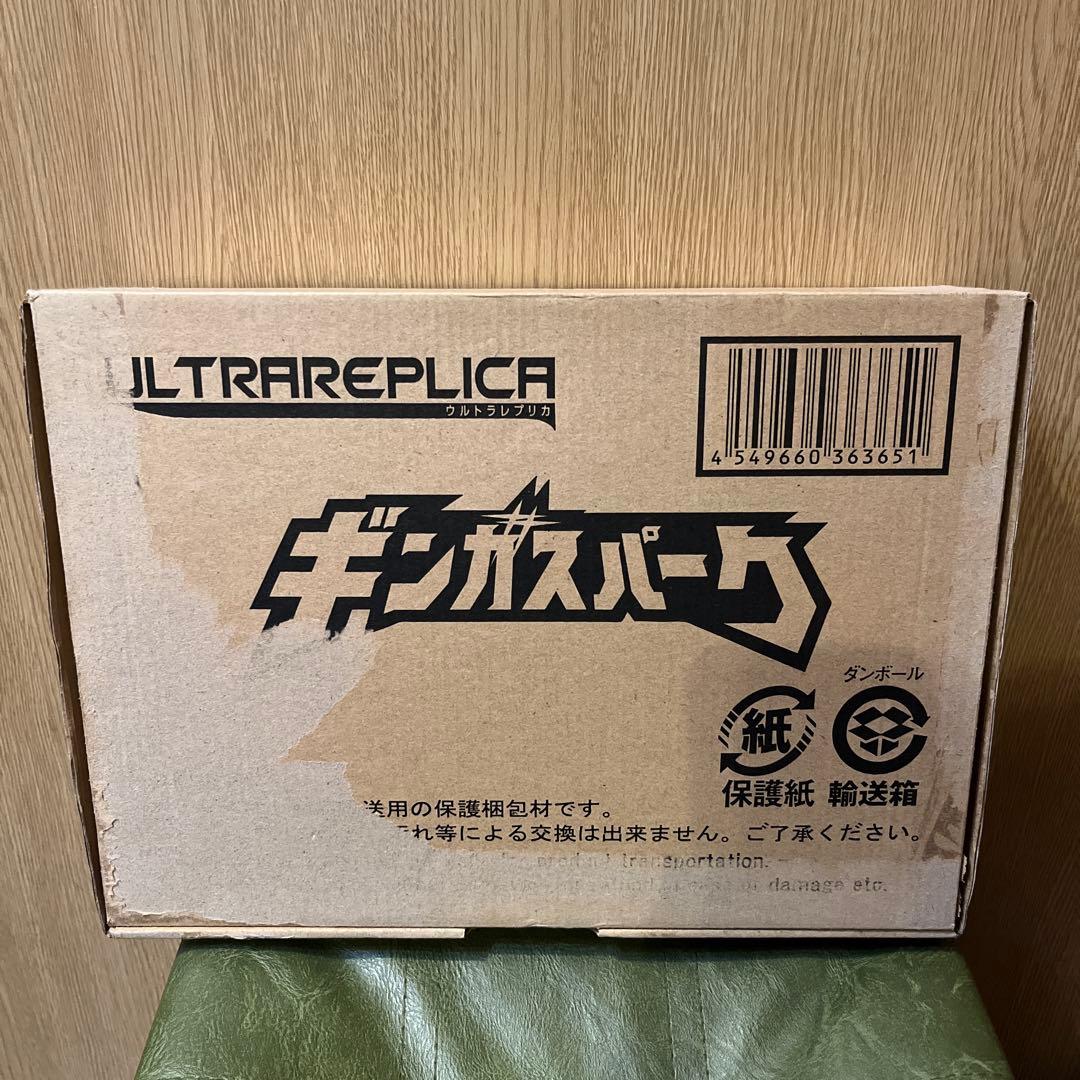 ULTRAREPLICA
ウルトラレプリカ
4 549660 363651
ギンガスパーク
ダンボール
紙
保護紙 輸送箱
送用の保護梱包材です。
れ等による交換は出来ません。ご了承ください。
product transportation.
damage etc.